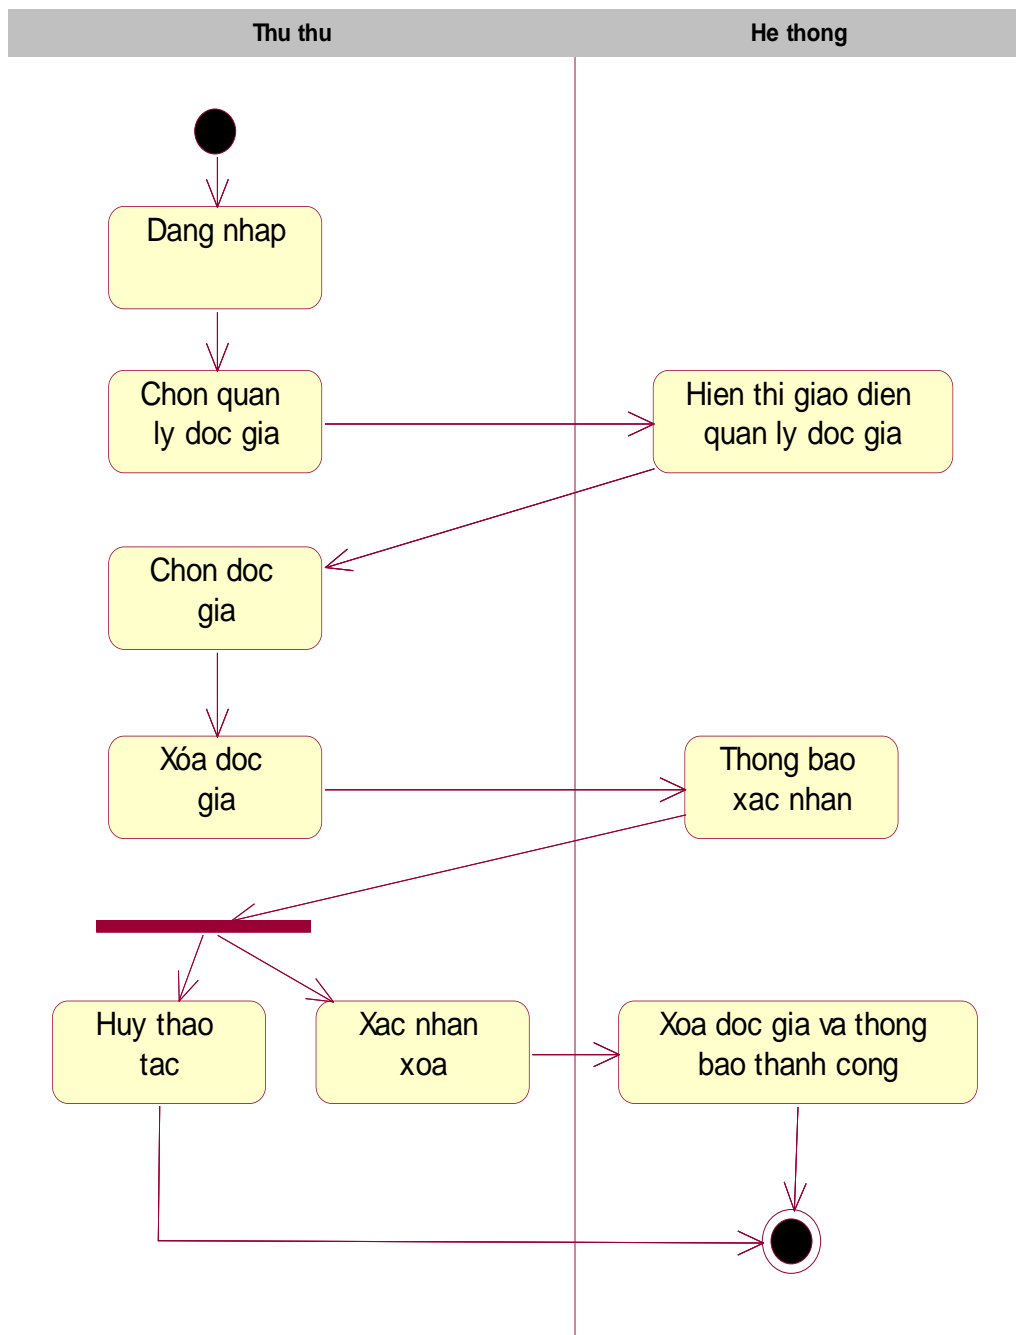 Thu thu
He thong
Dang nhap
Chon quan
ly doc gia
Hien thi giao dien
quan ly doc gia
Chon doc
gia
Xóa doc
gia
Thong bao
xac nhan
Huy thao
tac
Xac nhan
xoa
Xoa doc gia va thong
bao thanh cong